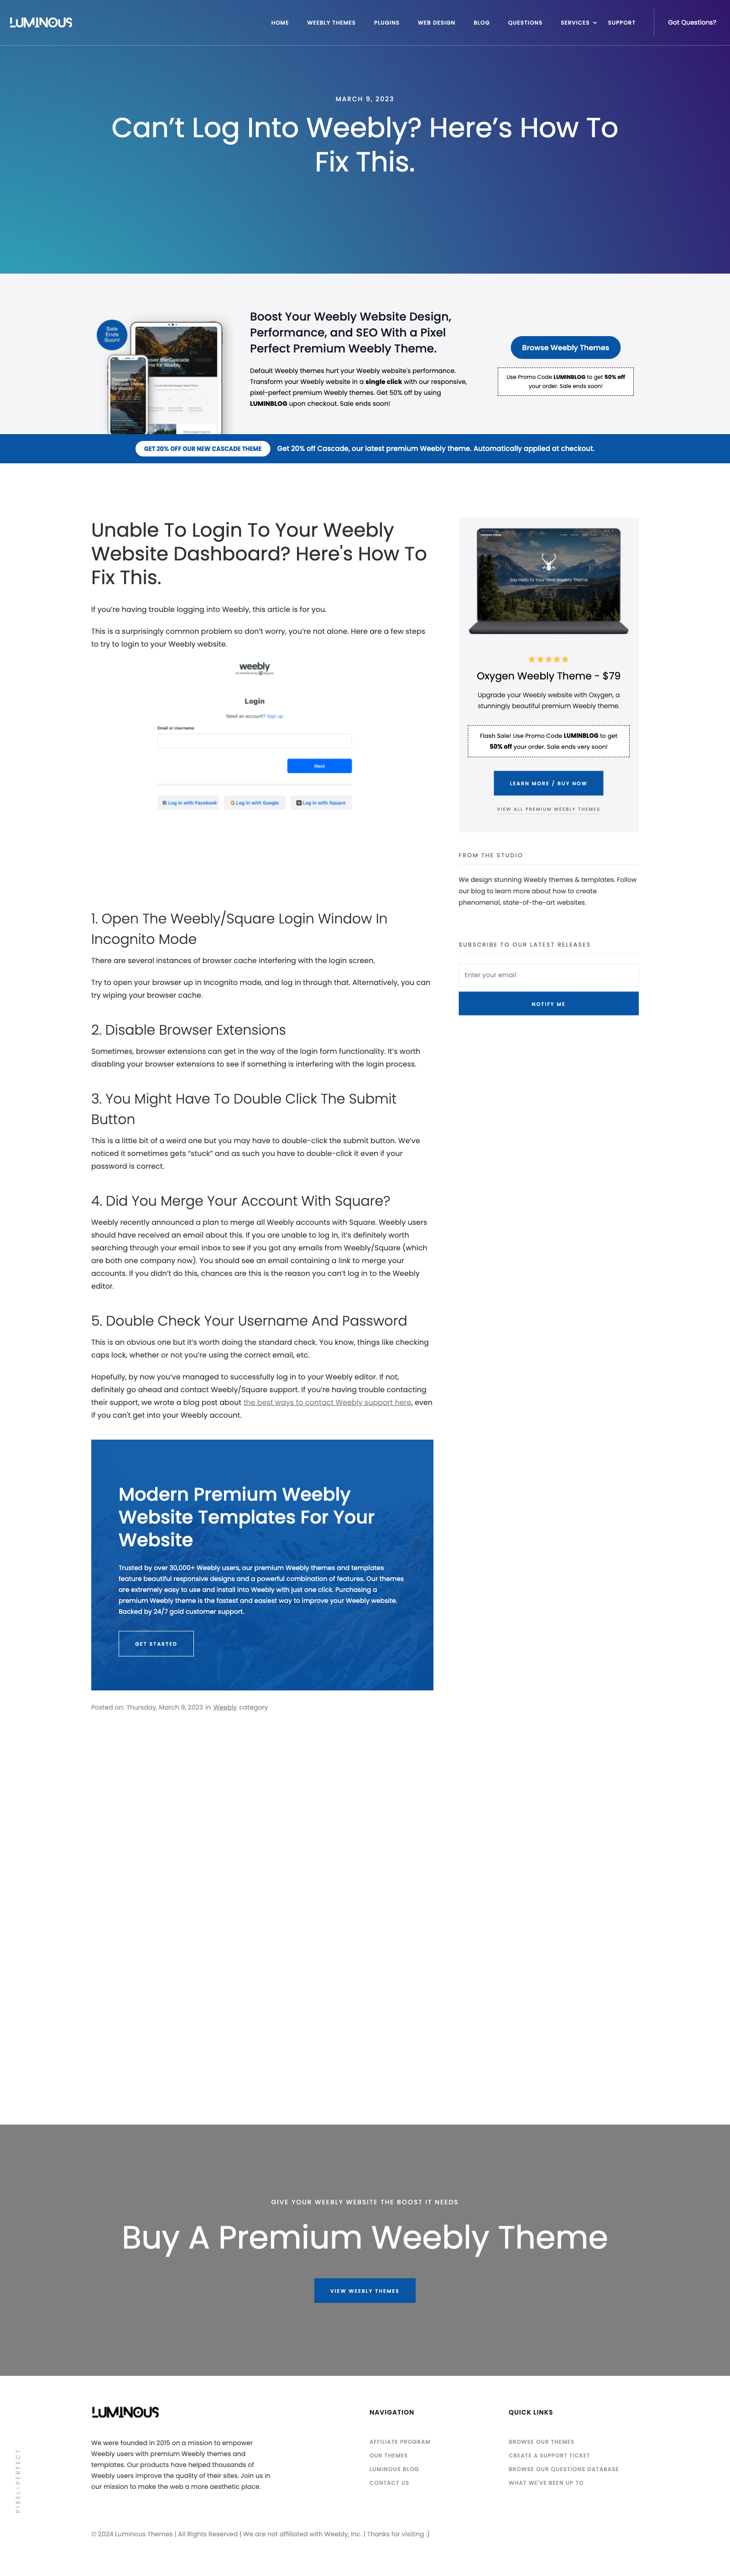 LUMINOUS
HOME WEEBLY THEMES PLUGINS WEB DESIGN BLOG QUESTIONS SERVICES SUPPORT Got Questions?
MARCH 9, 2023
Can’t Log Into Weebly? Here’s How To
Fix This.
Sale
Ends
Soon!
Boost Your Weebly Website Design,
Performance, and SEO With a Pixel
Perfect Premium Weebly Theme.
Default Weebly themes hurt your Weebly website's performance.
Transform your Weebly website in a single click with our responsive,
pixel-perfect premium Weebly themes. Get 50% off by using
LUMINBLOG upon checkout. Sale ends soon!
Browse Weebly Themes
Use Promo Code LUMINBLOG to get 50% off
your order. Sale ends soon!
GET 20% OFF OUR NEW CASCADE THEME Get 20% off Cascade, our latest premium Weebly theme. Automatically applied at checkout.
Unable To Login To Your Weebly
Website Dashboard? Here's How To
Fix This.
If you’re having trouble logging into Weebly, this article is for you.
This is a surprisingly common problem so don’t worry, you’re not alone. Here are a few steps
to try to login to your Weebly website.
weebly
Login
Need an account? Sign up
Email or Username
Next
Log in with Facebook Log in with Google Log in with Square
1. Open The Weebly/Square Login Window In
Incognito Mode
There are several instances of browser cache interfering with the login screen.
Try to open your browser up in Incognito mode, and log in through that. Alternatively, you can
try wiping your browser cache.
2. Disable Browser Extensions
Sometimes, browser extensions can get in the way of the login form functionality. It’s worth
disabling your browser extensions to see if something is interfering with the login process.
3. You Might Have To Double Click The Submit
Button
This is a little bit of a weird one but you may have to double-click the submit button. We’ve
noticed it sometimes gets “stuck” and as such you have to double-click it even if your
password is correct.
4. Did You Merge Your Account With Square?
Weebly recently announced a plan to merge all Weebly accounts with Square. Weebly users
should have received an email about this. If you are unable to log in, it’s definitely worth
searching through your email inbox to see if you got any emails from Weebly/Square (which
are both one company now). You should see an email containing a link to merge your
accounts. If you didn’t do this, chances are this is the reason you can’t log in to the Weebly
editor.
5. Double Check Your Username And Password
This is an obvious one but it’s worth doing the standard check. You know, things like checking
caps lock, whether or not you’re using the correct email, etc.
Hopefully, by now you’ve managed to successfully log in to your Weebly editor. If not,
definitely go ahead and contact Weebly/Square support. If you’re having trouble contacting
their support, we wrote a blog post about the best ways to contact Weebly support here, even
if you can't get into your Weebly account.
Modern Premium Weebly
Website Templates For Your
Website
Trusted by over 30,000+ Weebly users, our premium Weebly themes and templates
feature beautiful responsive designs and a powerful combination of features. Our themes
are extremely easy to use and install into Weebly with just one click. Purchasing a
premium Weebly theme is the fastest and easiest way to improve your Weebly website.
Backed by 24/7 gold customer support.
GET STARTED
Posted on: Thursday, March 9, 2023 in Weebly category
Say Hello to Your Next Weebly Theme
Oxygen Weebly Theme - $79
Upgrade your Weebly website with Oxygen, a
stunningly beautiful premium Weebly theme.
Flash Sale! Use Promo Code LUMINBLOG to get
50% off your order. Sale ends very soon!
LEARN MORE / BUY NOW
VIEW ALL PREMIUM WEEBLY THEMES
FROM THE STUDIO
We design stunning Weebly themes & templates. Follow
our blog to learn more about how to create
phenomenal, state-of-the-art websites.
SUBSCRIBE TO OUR LATEST RELEASES
Enter your email
NOTIFY ME
GIVE YOUR WEEBLY WEBSITE THE BOOST IT NEEDS
Buy A Premium Weebly Theme
VIEW WEEBLY THEMES
LUMINOUS
We were founded in 2015 on a mission to empower
Weebly users with premium Weebly themes and
templates. Our products have helped thousands of
Weebly users improve the quality of their sites. Join us in
our mission to make the web a more aesthetic place.
NAVIGATION
AFFILIATE PROGRAM
OUR THEMES
LUMINOUS BLOG
CONTACT US
QUICK LINKS
BROWSE OUR THEMES
CREATE A SUPPORT TICKET
BROWSE OUR QUESTIONS DATABASE
WHAT WE'VE BEEN UP TO
PIXEL-PERFECT
© 2024 Luminous Themes | All Rights Reserved | We are not affiliated with Weebly, Inc. | Thanks for visiting :)